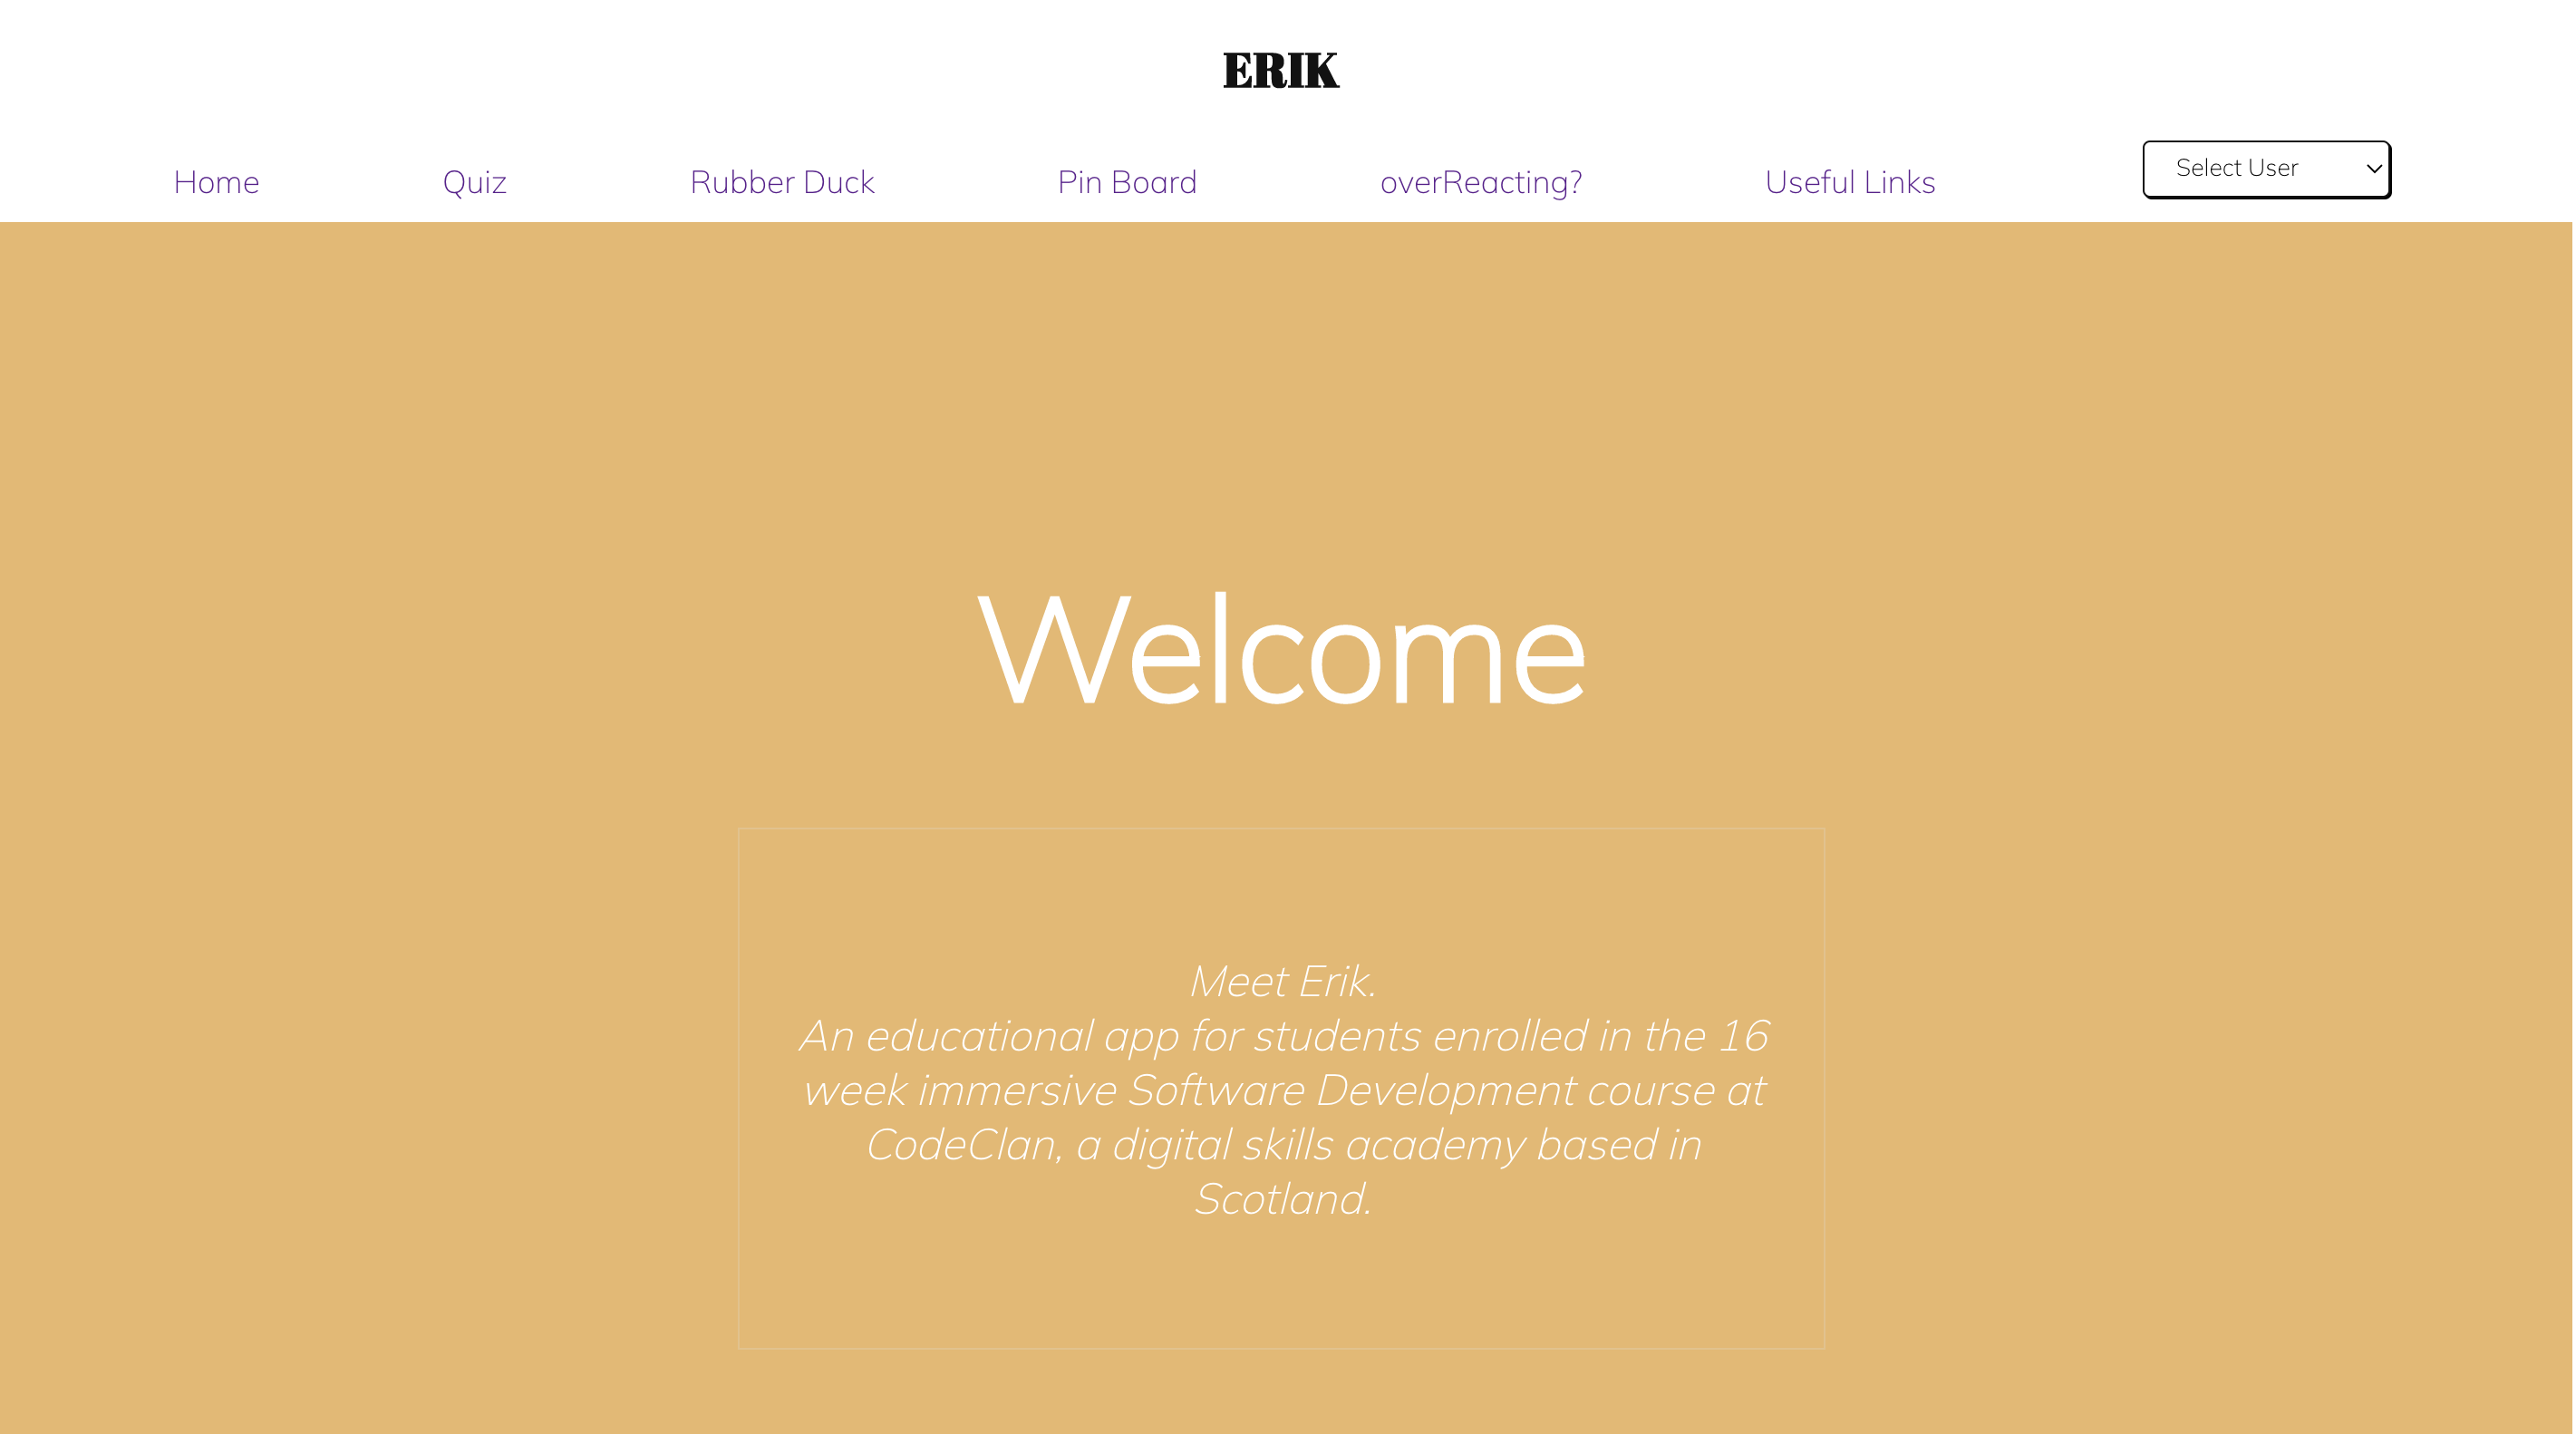 ERIK
Home Quiz Rubber Duck Pin Board overReacting? Useful Links Select User
Welcome
Meet Erik.
An educational app for students enrolled in the 16
week immersive Software Development course at
CodeClan, a digital skills academy based in
Scotland.